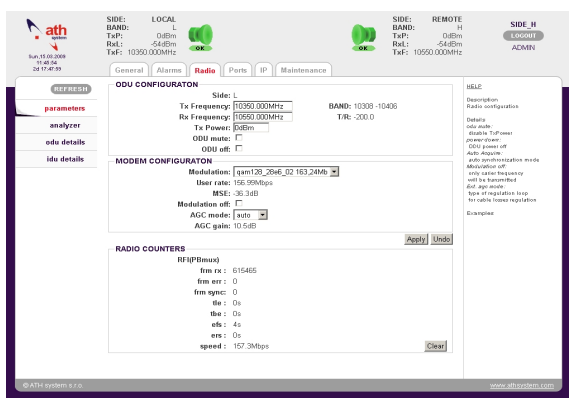 ath
system
Sun,15.03.2009
11:46:54
2d 17:47:59
SIDE: LOCAL
BAND: L
TxP: 0dBm
RxL: -54dBm
TxF: 10350.000MHz
OK
OK
SIDE: REMOTE
BAND: H
TxP: 0dBm
RxL: -54dBm
TxF: 10550.000MHz
SIDE_H
LOGOUT
ADMIN
General
Alarms
Radio
Ports
IP
Maintenance
REFRESH
parameters
analyzer
odu details
idu details
ODU CONFIGURATON
Side: L
Tx Frequency: 10350.000MHz BAND: 10308 -10406
Rx Frequency: 10550.000MHz T/R: -200.0
Tx Power: 0dBm
ODU mute:
ODU off:
MODEM CONFIGURATON
Modulation: qam128_28e6_02 163,24Mb
User rate: 156.99Mbps
MSE: -36.3dB
Modulation off:
AGC mode: auto
AGC gain: 10.5dB
Apply Undo
RADIO COUNTERS
RFI(PBmux)
frm rx : 615465
frm err : 0
frm sync: 0
tle : 0s
tbe : 0s
efs : 4s
ers : 0s
speed : 157.3Mbps
Clear
HELP
Description
Radio configuration
Details
odu mute:
disable TxPower
power down:
ODU power off
Auto Acquire:
auto synchronization mode
Modulation off:
only carier frequency
will be transmitted
Ext. agc mode:
type of regulation loop
for cable losses regulation
Examples
© ATH system s.r.o.
www.athsystem.com